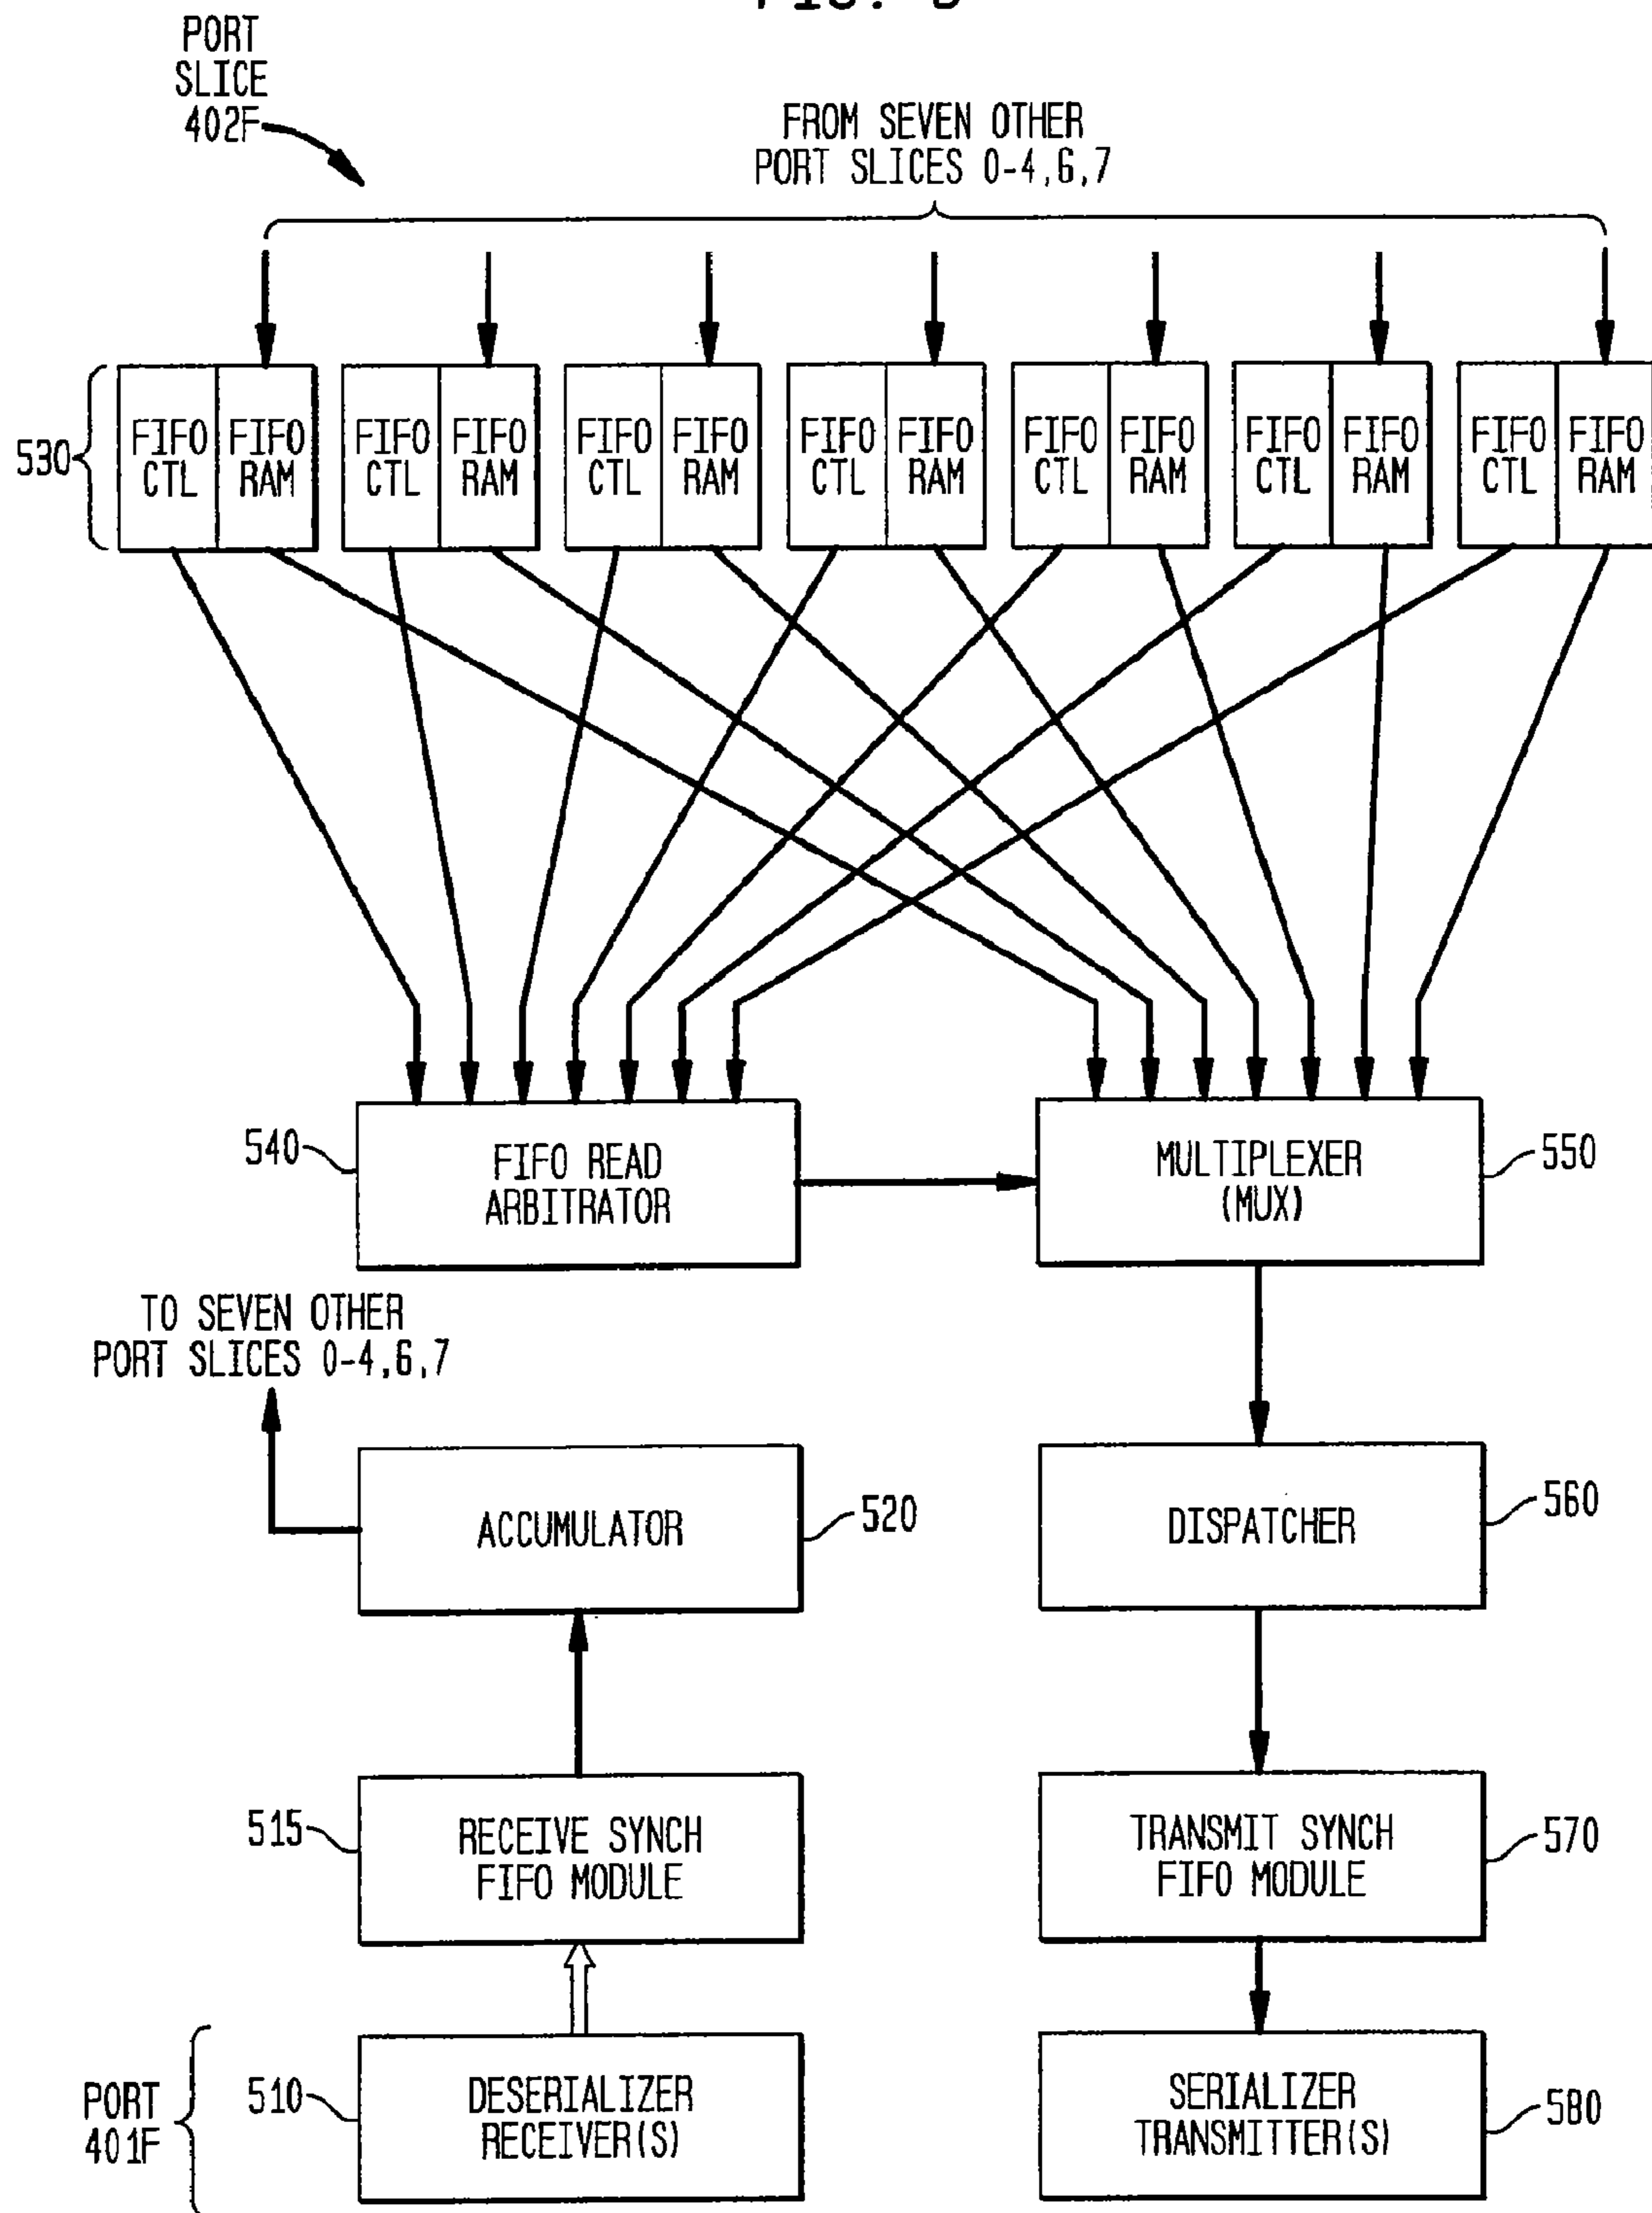 PORT
SLICE
402F
FROM SEVEN OTHER
PORT SLICES 0-4,6,7
530
FIFO CTL
FIFO RAM
FIFO CTL
FIFO RAM
FIFO CTL
FIFO RAM
FIFO CTL
FIFO RAM
FIFO CTL
FIFO RAM
FIFO CTL
FIFO RAM
FIFO CTL
FIFO RAM
540
FIFO READ
ARBITRATOR
MULTIPLEXER
(MUX)
550
TO SEVEN OTHER
PORT SLICES 0-4,6,7
ACCUMULATOR
520
DISPATCHER
560
515
RECEIVE SYNCH
FIFO MODULE
TRANSMIT SYNCH
FIFO MODULE
570
PORT
401F
510
DESERIALIZER
RECEIVER(S)
SERIALIZER
TRANSMITTER(S)
580